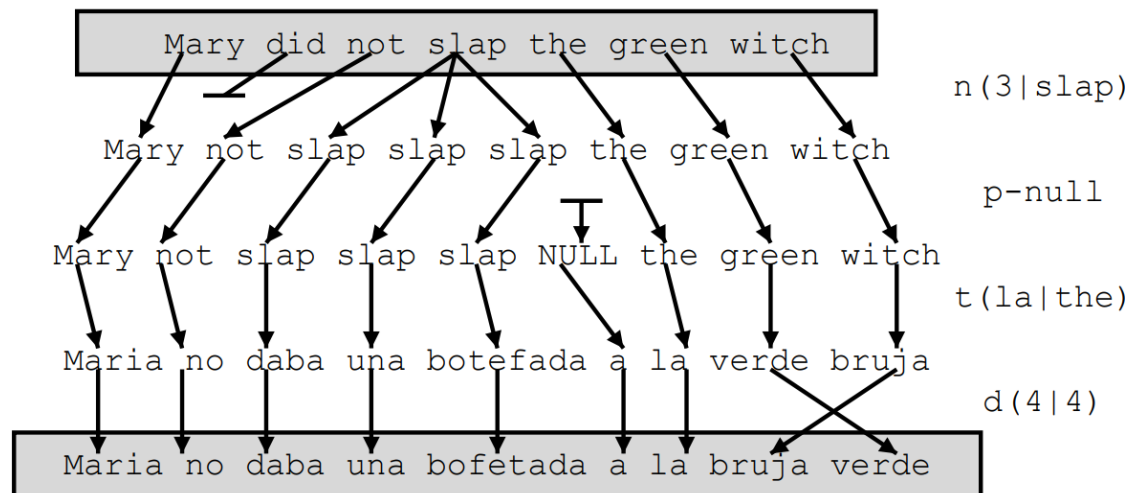 Mary did not slap the green witch
n(3|slap)
Mary not slap slap slap the green witch
p-null
Mary not slap slap slap NULL the green witch
t(la|the)
Maria no daba una botefada a la verde bruja
d(4|4)
Maria no daba una bofetada a la bruja verde